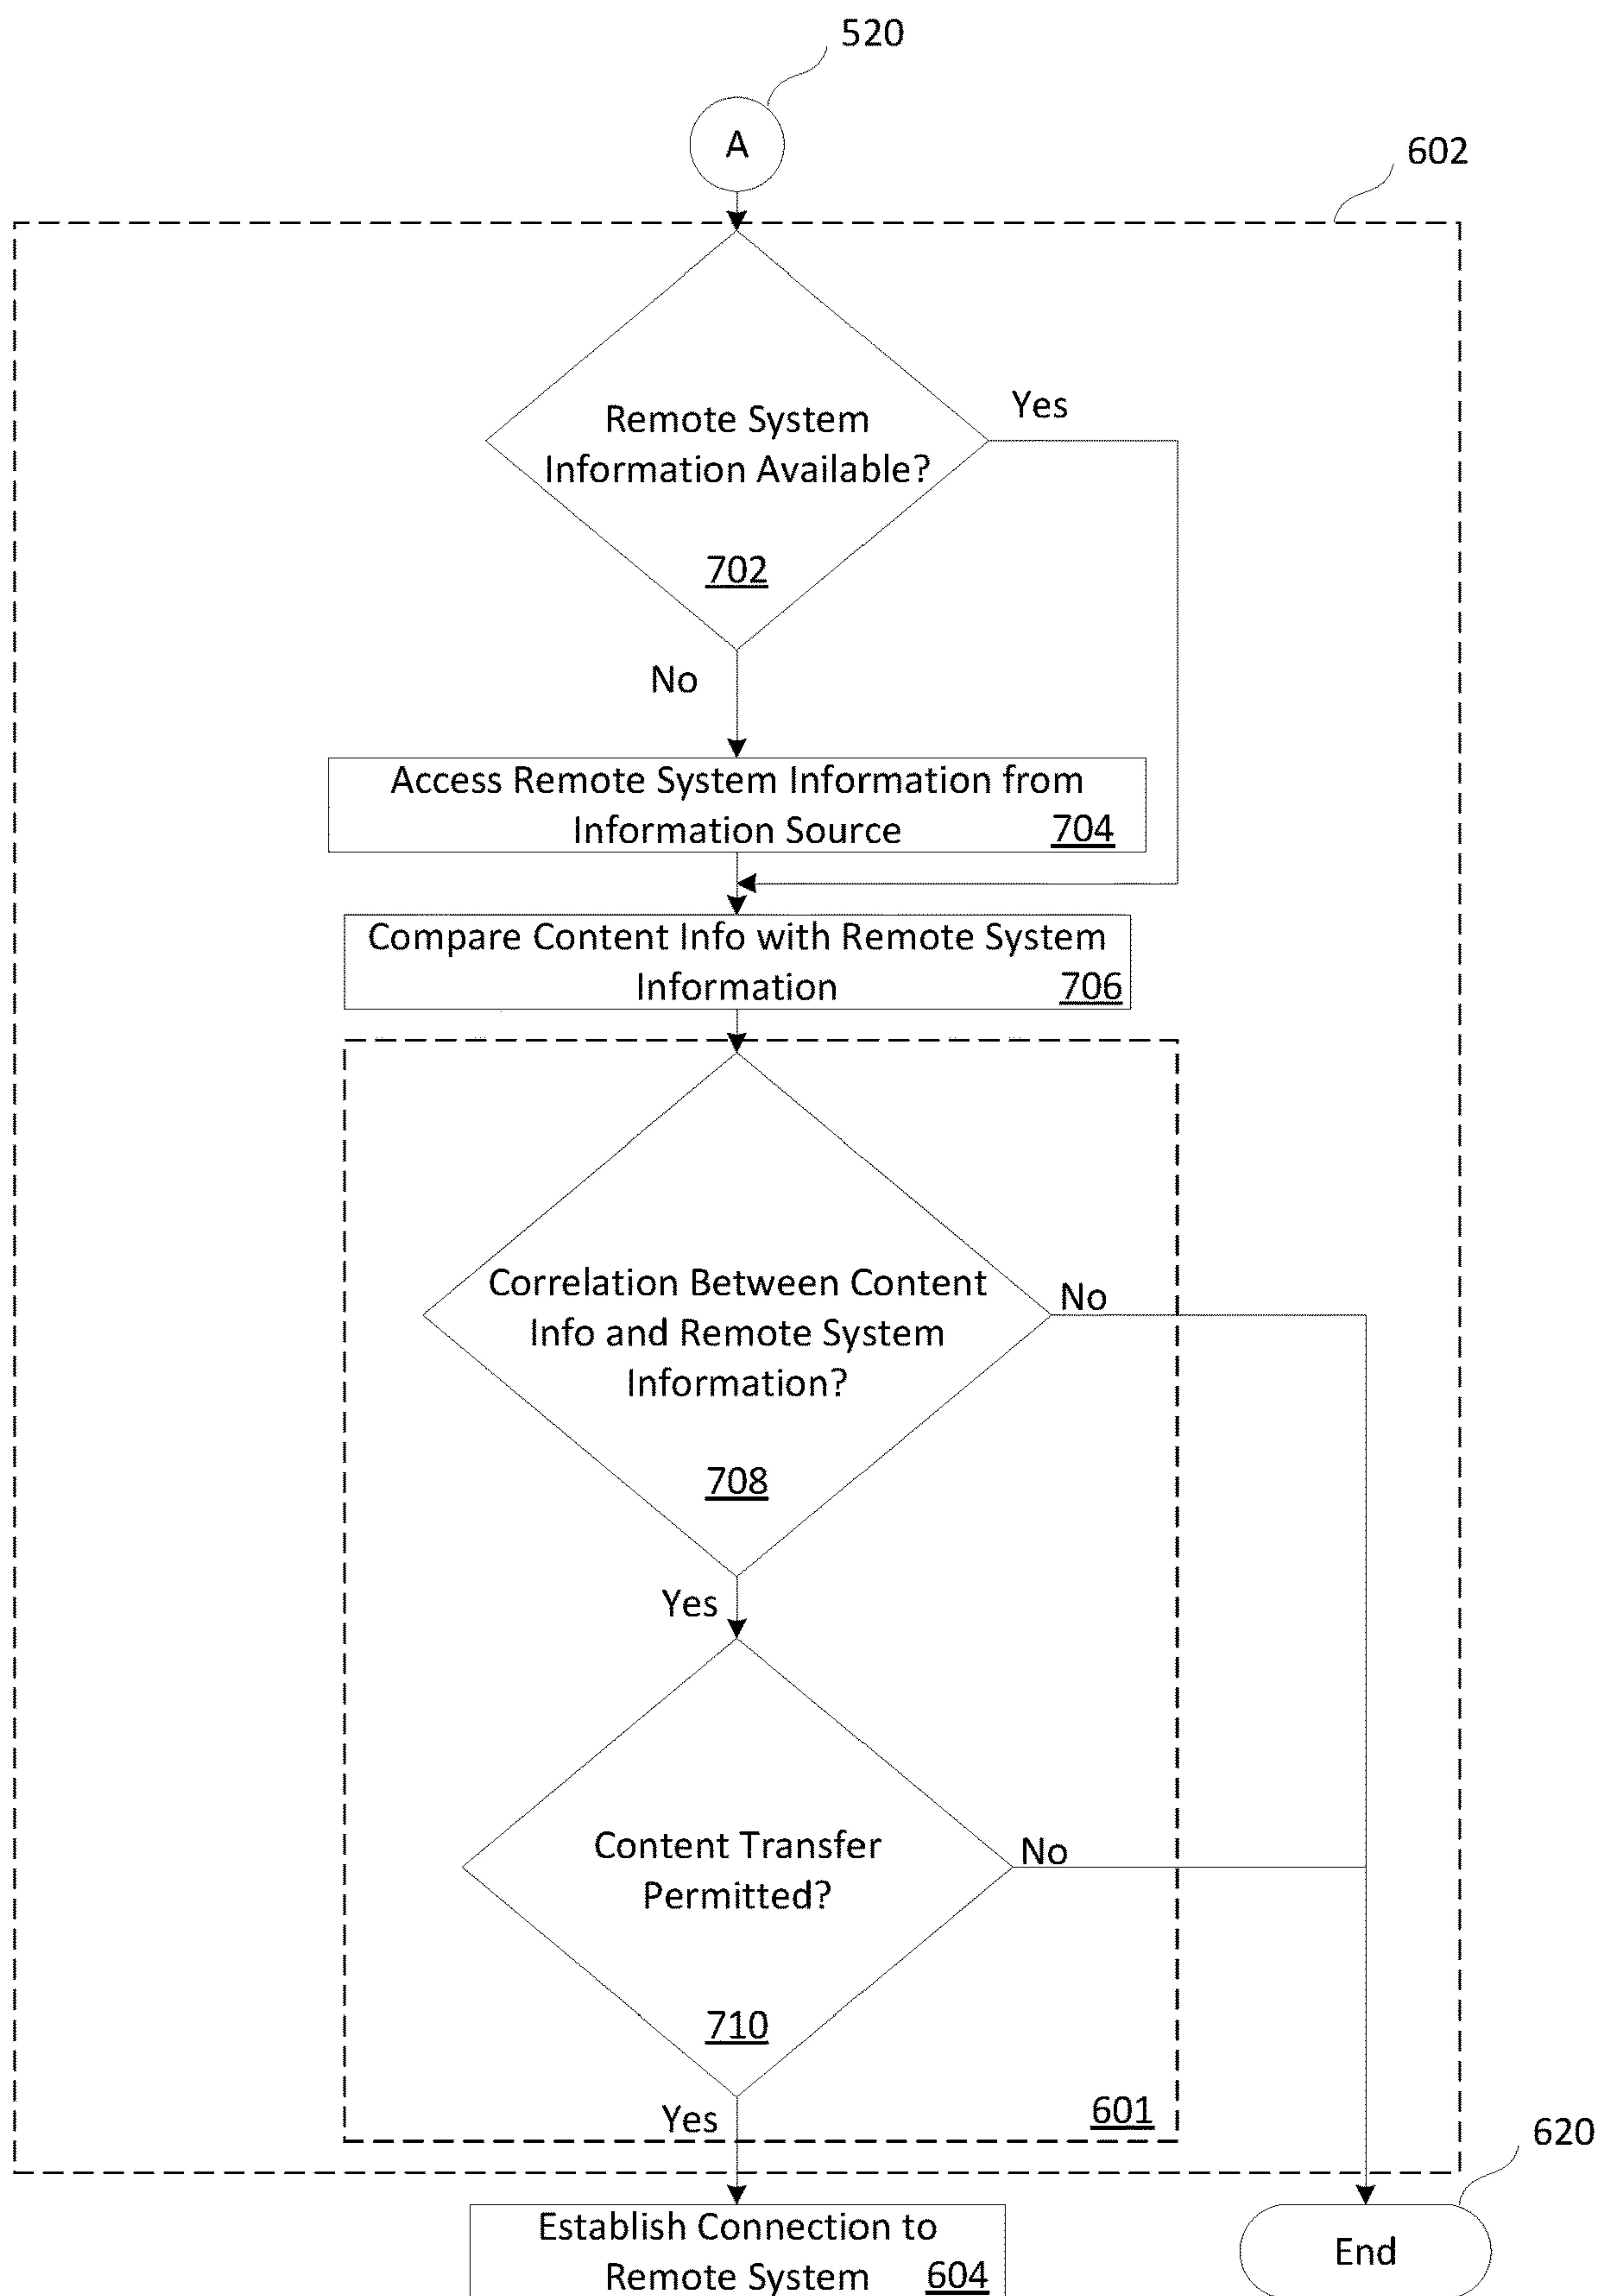 520
A
602
Remote System
Information Available?
Yes
702
No
Access Remote System Information from
Information Source 704
Compare Content Info with Remote System
Information 706
Correlation Between Content
Info and Remote System
Information?
No
708
Yes
Content Transfer
Permitted?
No
710
Yes
601
620
Establish Connection to
Remote System 604
End